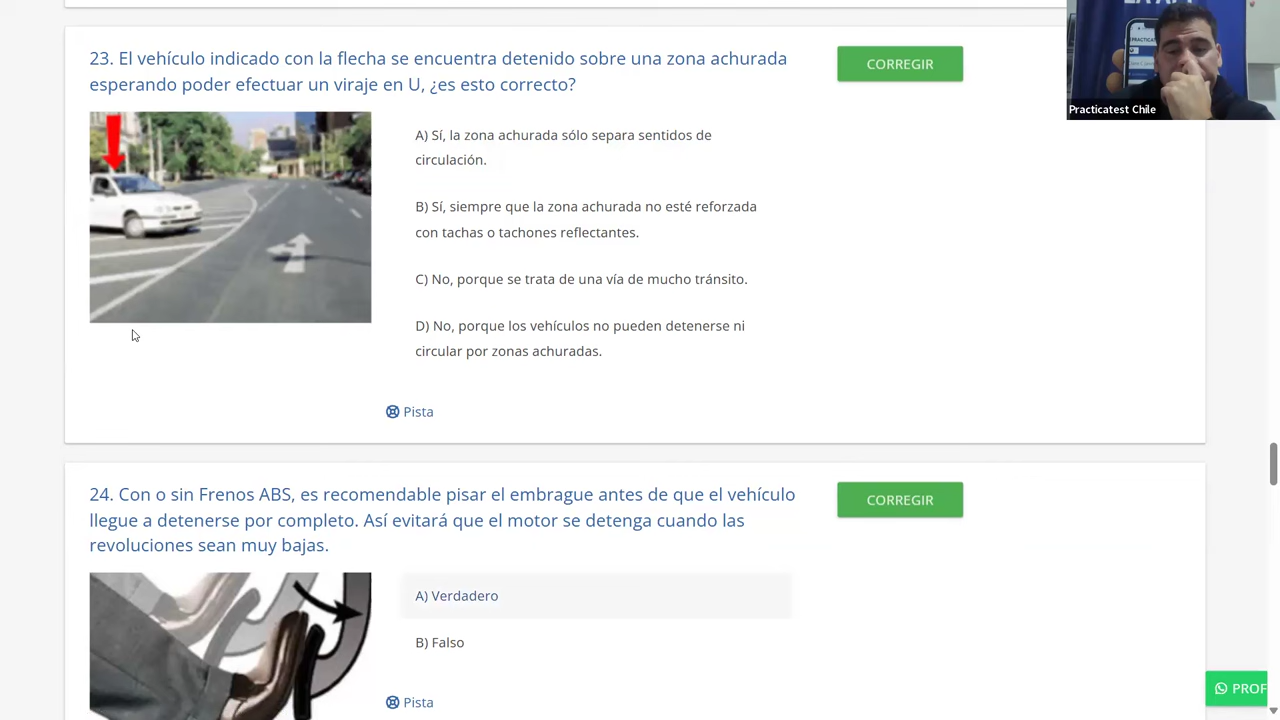 23. El vehículo indicado con la flecha se encuentra detenido sobre una zona achurada
esperando poder efectuar un viraje en U, ¿es esto correcto?
CORREGIR
Practicatest Chile
A) Sí, la zona achurada sólo separa sentidos de
circulación.
B) Sí, siempre que la zona achurada no esté reforzada
con tachas o tachones reflectantes.
C) No, porque se trata de una vía de mucho tránsito.
D) No, porque los vehículos no pueden detenerse ni
circular por zonas achuradas.
Pista
24. Con o sin Frenos ABS, es recomendable pisar el embrague antes de que el vehículo
llegue a detenerse por completo. Así evitará que el motor se detenga cuando las
revoluciones sean muy bajas.
CORREGIR
A) Verdadero
B) Falso
Pista
PROF